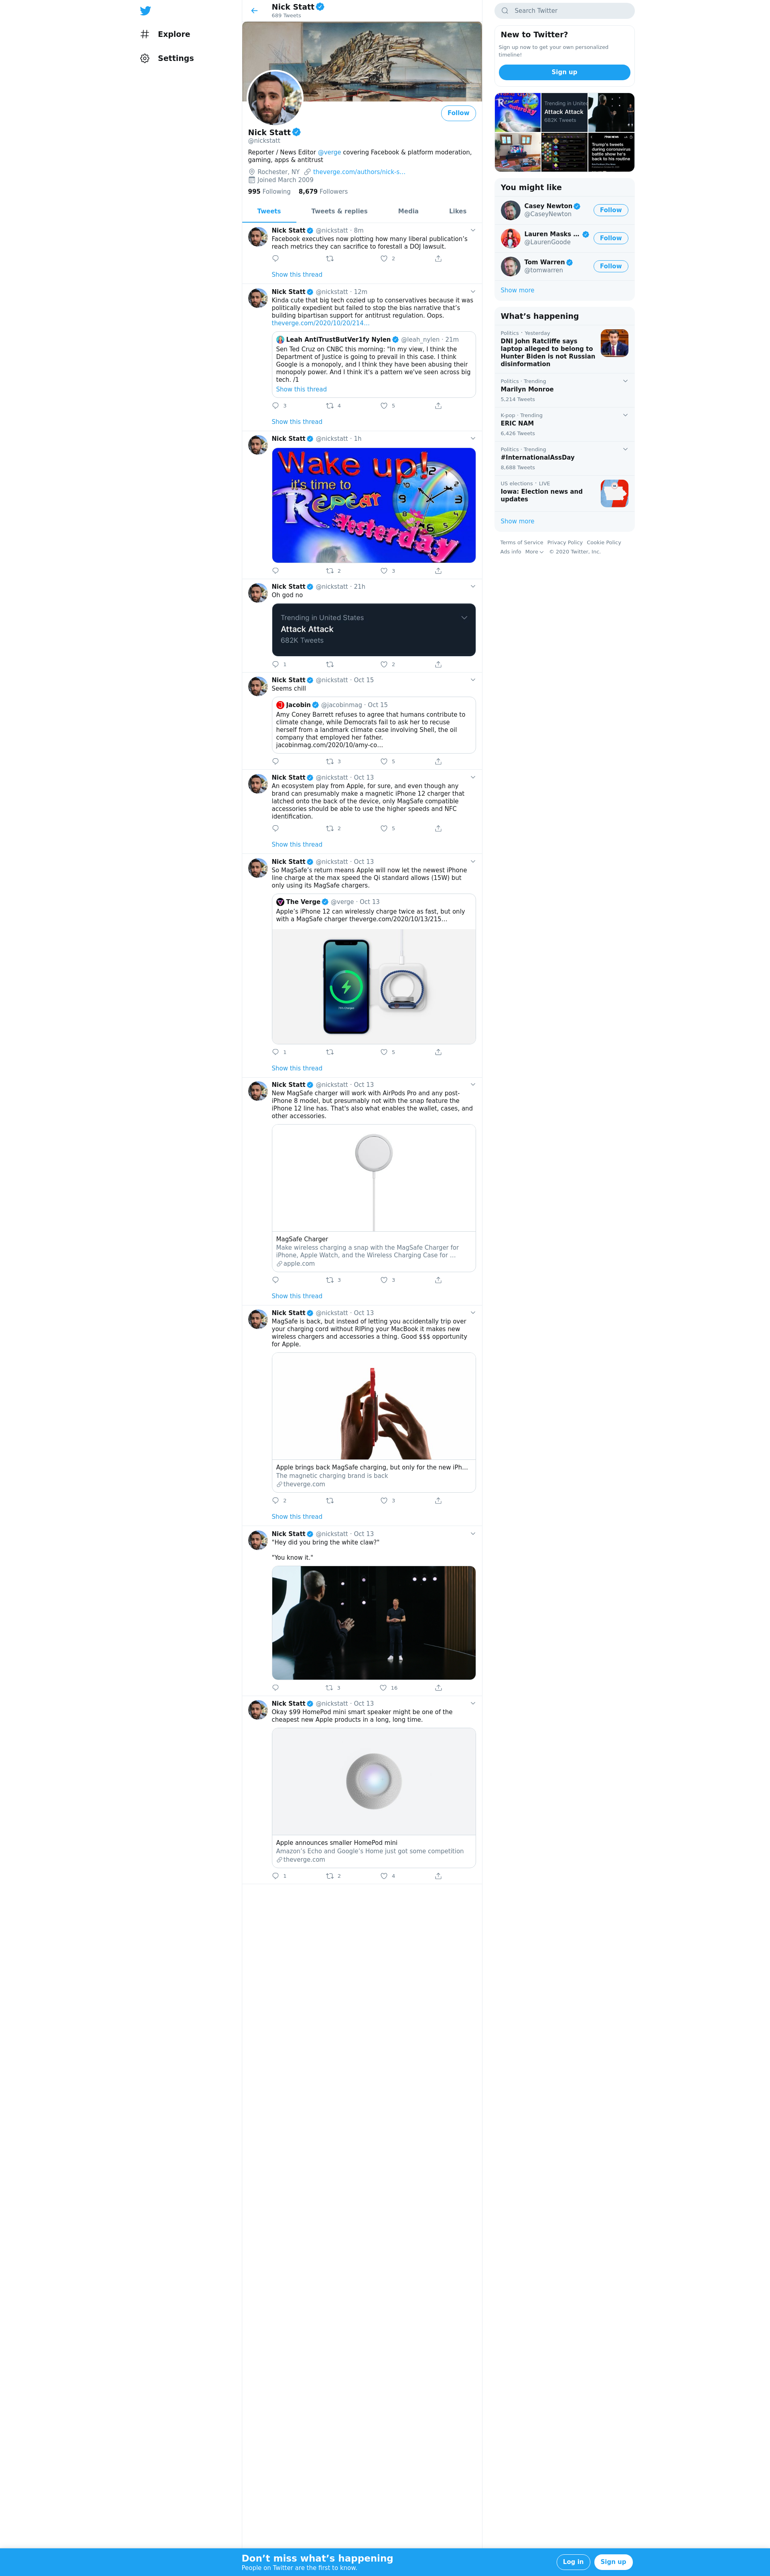 Explore
Settings
Nick Statt
689 Tweets
Follow
Nick Statt
@nickstatt
Reporter / News Editor @verge covering Facebook & platform moderation,
gaming, apps & antitrust
Rochester, NY theverge.com/authors/nick-s…
Joined March 2009
995 Following 8,679 Followers
Tweets Tweets & replies Media Likes
Nick Statt @nickstatt · 8m
Facebook executives now plotting how many liberal publication's
reach metrics they can sacrifice to forestall a DOJ lawsuit.
2
Show this thread
Nick Statt @nickstatt · 12m
Kinda cute that big tech cozied up to conservatives because it was
politically expedient but failed to stop the bias narrative that's
building bipartisan support for antitrust regulation. Oops.
theverge.com/2020/10/20/214…
Leah AntiTrustButVer1fy Nylen @leah_nylen · 21m
Sen Ted Cruz on CNBC this morning: "In my view, I think the
Department of Justice is going to prevail in this case. I think
Google is a monopoly, and I think they have been abusing their
monopoly power. And I think it's a pattern we've seen across big
tech. /1
Show this thread
3 4 5
Show this thread
Nick Statt @nickstatt · 1h
Wake up!
it's time to
Repeat
Yesterday
2 3
Nick Statt @nickstatt · 21h
Oh god no
Trending in United States
Attack Attack
682K Tweets
1 2
Nick Statt @nickstatt · Oct 15
Seems chill
Jacobin @jacobinmag · Oct 15
Amy Coney Barrett refuses to agree that humans contribute to
climate change, while Democrats fail to ask her to recuse
herself from a landmark climate case involving Shell, the oil
company that employed her father.
jacobinmag.com/2020/10/amy-co…
3 5
Nick Statt @nickstatt · Oct 13
An ecosystem play from Apple, for sure, and even though any
brand can presumably make a magnetic iPhone 12 charger that
latched onto the back of the device, only MagSafe compatible
accessories should be able to use the higher speeds and NFC
identification.
2 5
Show this thread
Nick Statt @nickstatt · Oct 13
So MagSafe's return means Apple will now let the newest iPhone
line charge at the max speed the Qi standard allows (15W) but
only using its MagSafe chargers.
The Verge @verge · Oct 13
Apple's iPhone 12 can wirelessly charge twice as fast, but only
with a MagSafe charger theverge.com/2020/10/13/215…
1 5
Show this thread
Nick Statt @nickstatt · Oct 13
New MagSafe charger will work with AirPods Pro and any post-
iPhone 8 model, but presumably not with the snap feature the
iPhone 12 line has. That's also what enables the wallet, cases, and
other accessories.
MagSafe Charger
Make wireless charging a snap with the MagSafe Charger for
iPhone, Apple Watch, and the Wireless Charging Case for …
apple.com
3 3
Show this thread
Nick Statt @nickstatt · Oct 13
MagSafe is back, but instead of letting you accidentally trip over
your charging cord without RIPing your MacBook it makes new
wireless chargers and accessories a thing. Good $$$ opportunity
for Apple.
Apple brings back MagSafe charging, but only for the new iPh…
The magnetic charging brand is back
theverge.com
2 3
Show this thread
Nick Statt @nickstatt · Oct 13
"Hey did you bring the white claw?"
"You know it."
3 16
Nick Statt @nickstatt · Oct 13
Okay $99 HomePod mini smart speaker might be one of the
cheapest new Apple products in a long, long time.
Apple announces smaller HomePod mini
Amazon's Echo and Google's Home just got some competition
theverge.com
1 2 4
Search Twitter
New to Twitter?
Sign up now to get your own personalized
timeline!
Sign up
Trending in United
Attack Attack
682K Tweets
Trump's tweets
during coronavirus
battle show he's
back to his routine
You might like
Casey Newton
@CaseyNewton
Follow
Lauren Masks …
@LaurenGoode
Follow
Tom Warren
@tomwarren
Follow
Show more
What's happening
Politics · Yesterday
DNI John Ratcliffe says
laptop alleged to belong to
Hunter Biden is not Russian
disinformation
Politics · Trending
Marilyn Monroe
5,214 Tweets
K-pop · Trending
ERIC NAM
6,426 Tweets
Politics · Trending
#InternationalAssDay
8,698 Tweets
US elections · LIVE
Iowa: Election news and
updates
Show more
Terms of Service Privacy Policy Cookie Policy
Ads info More © 2020 Twitter, Inc.
Don't miss what's happening
People on Twitter are the first to know.
Log in
Sign up